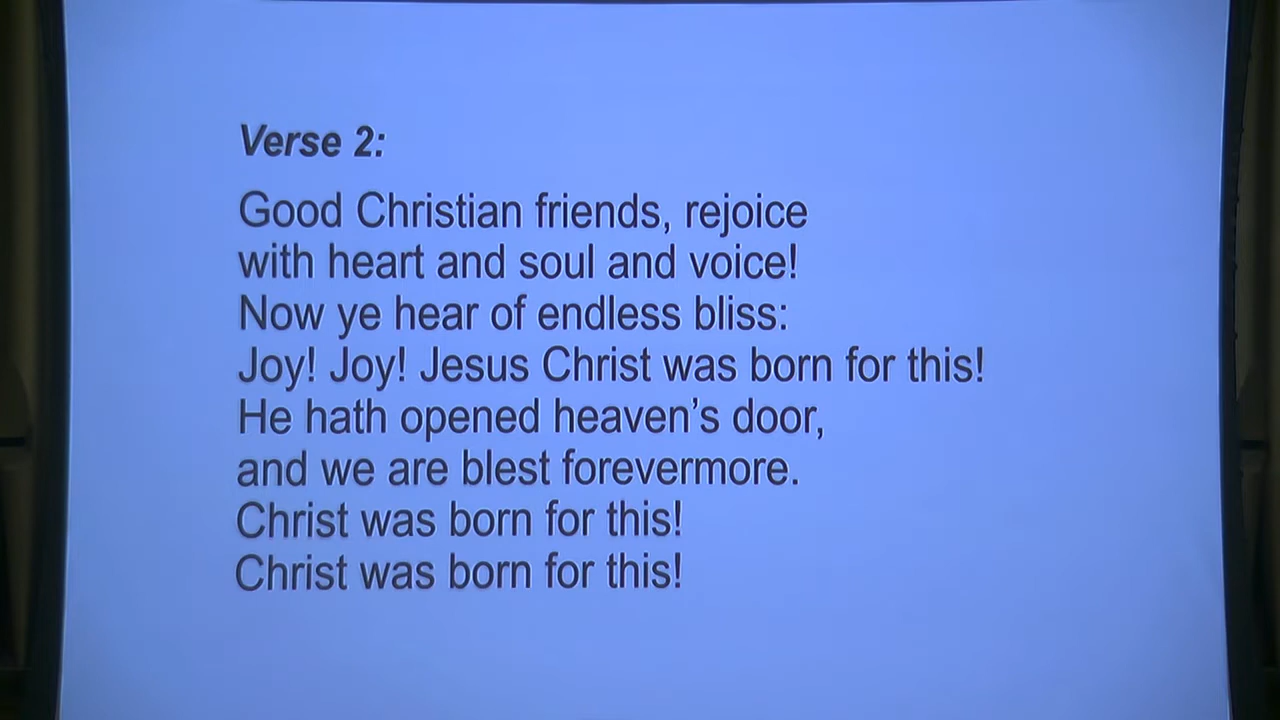 Verse 2:
Good Christian friends, rejoice
with heart and soul and voice!
Now ye hear of endless bliss:
Joy! Joy! Jesus Christ was born for this!
He hath opened heaven’s door,
and we are blest forevermore.
Christ was born for this!
Christ was born for this!